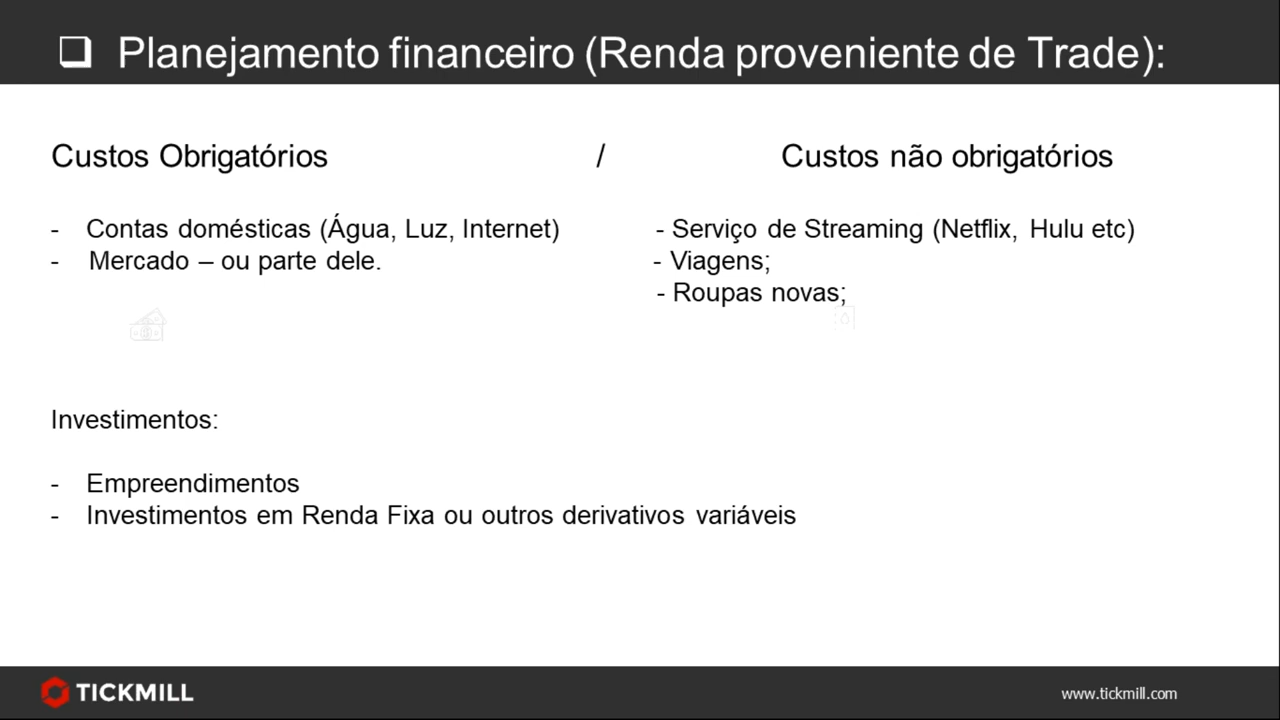 ❑ Planejamento financeiro (Renda proveniente de Trade):
Custos Obrigatórios / Custos não obrigatórios
- Contas domésticas (Água, Luz, Internet) - Serviço de Streaming (Netflix, Hulu etc)
- Mercado – ou parte dele. - Viagens;
- Roupas novas;
Investimentos:
- Empreendimentos
- Investimentos em Renda Fixa ou outros derivativos variáveis
TICKMILL www.tickmill.com